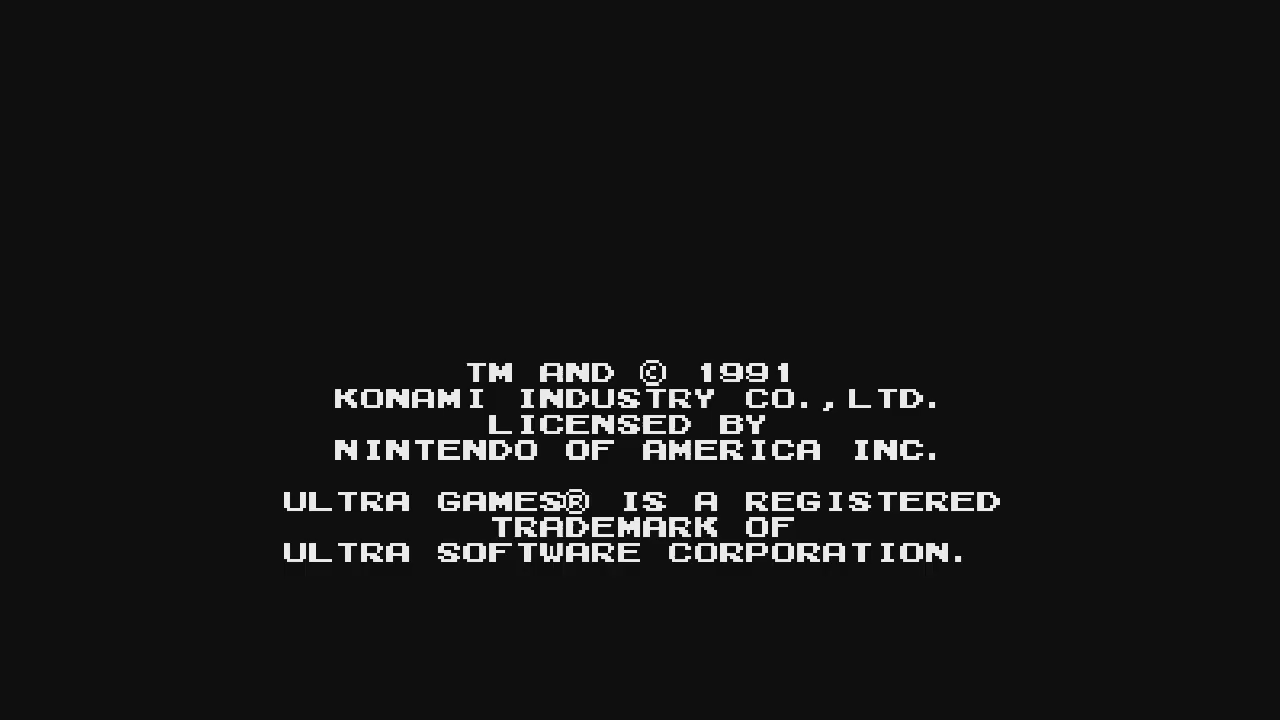 TM AND © 1991
KONAMI INDUSTRY CO.,LTD.
LICENSED BY
NINTENDO OF AMERICA INC.
ULTRA GAMES® IS A REGISTERED
TRADEMARK OF
ULTRA SOFTWARE CORPORATION.